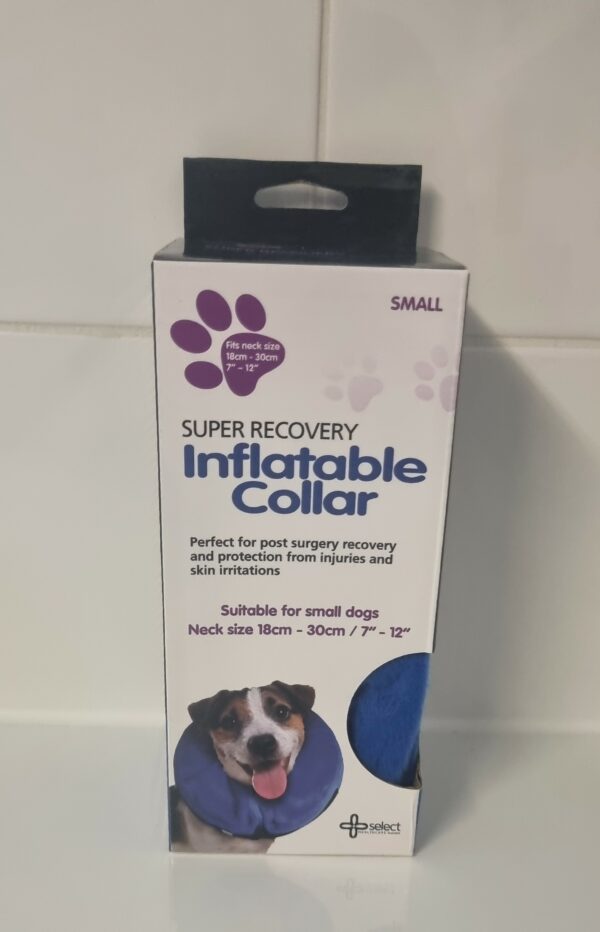 SMALL
Fits neck size
18cm - 30cm
7" - 12"
SUPER RECOVERY
Inflatable
Collar
Perfect for post surgery recovery
and protection from injuries and
skin irritations
Suitable for small dogs
Neck size 18cm - 30cm / 7" - 12"
select